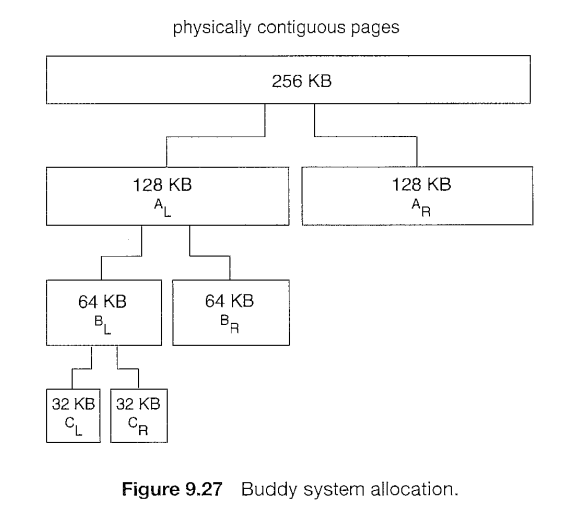 physically contiguous pages
256 KB
128 KB
A_L
128 KB
A_R
64 KB
B_L
64 KB
B_R
32 KB
C_L
32 KB
C_R
Figure 9.27 Buddy system allocation.